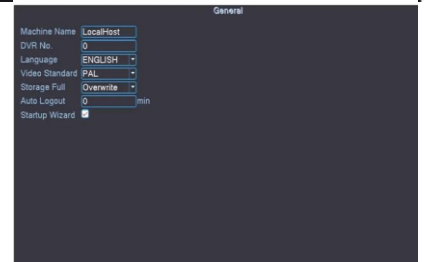 General
Machine Name LocalHost
DVR No. 0
Language ENGLISH
Video Standard PAL
Storage Full Overwrite
Auto Logout 0 min
Startup Wizard